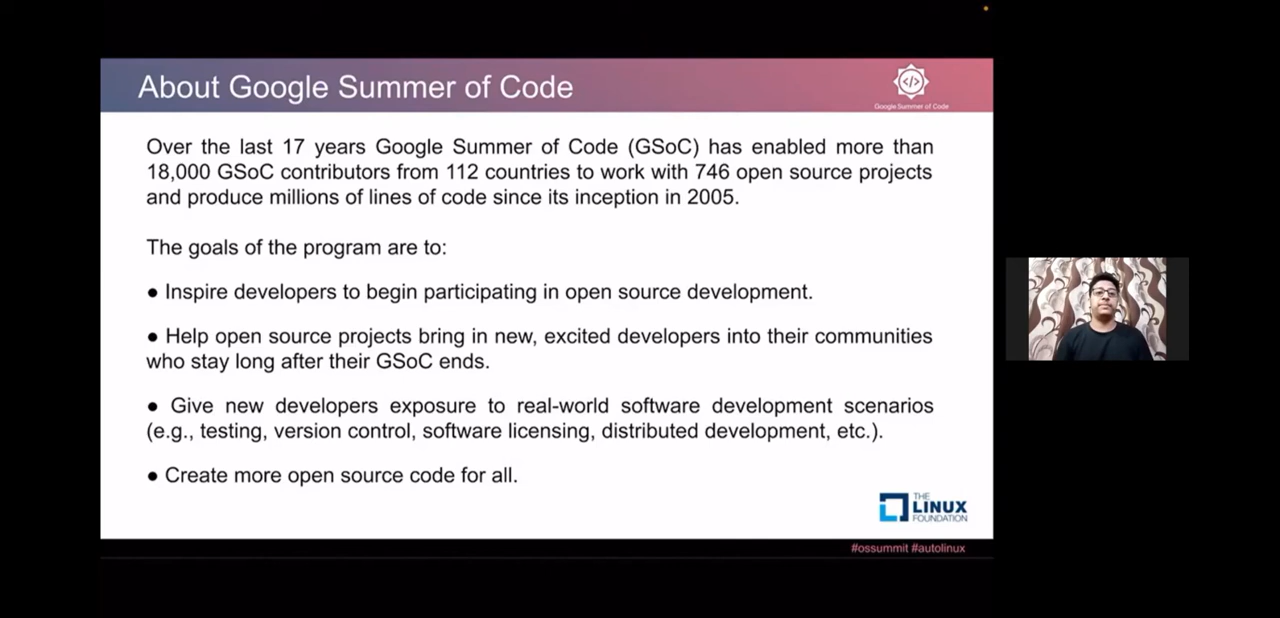 About Google Summer of Code
</>
Google Summer of Code
Over the last 17 years Google Summer of Code (GSoC) has enabled more than
18,000 GSoC contributors from 112 countries to work with 746 open source projects
and produce millions of lines of code since its inception in 2005.
The goals of the program are to:
● Inspire developers to begin participating in open source development.
● Help open source projects bring in new, excited developers into their communities
who stay long after their GSoC ends.
● Give new developers exposure to real-world software development scenarios
(e.g., testing, version control, software licensing, distributed development, etc.).
● Create more open source code for all.
THE
LINUX
FOUNDATION
#ossummit #autolinux